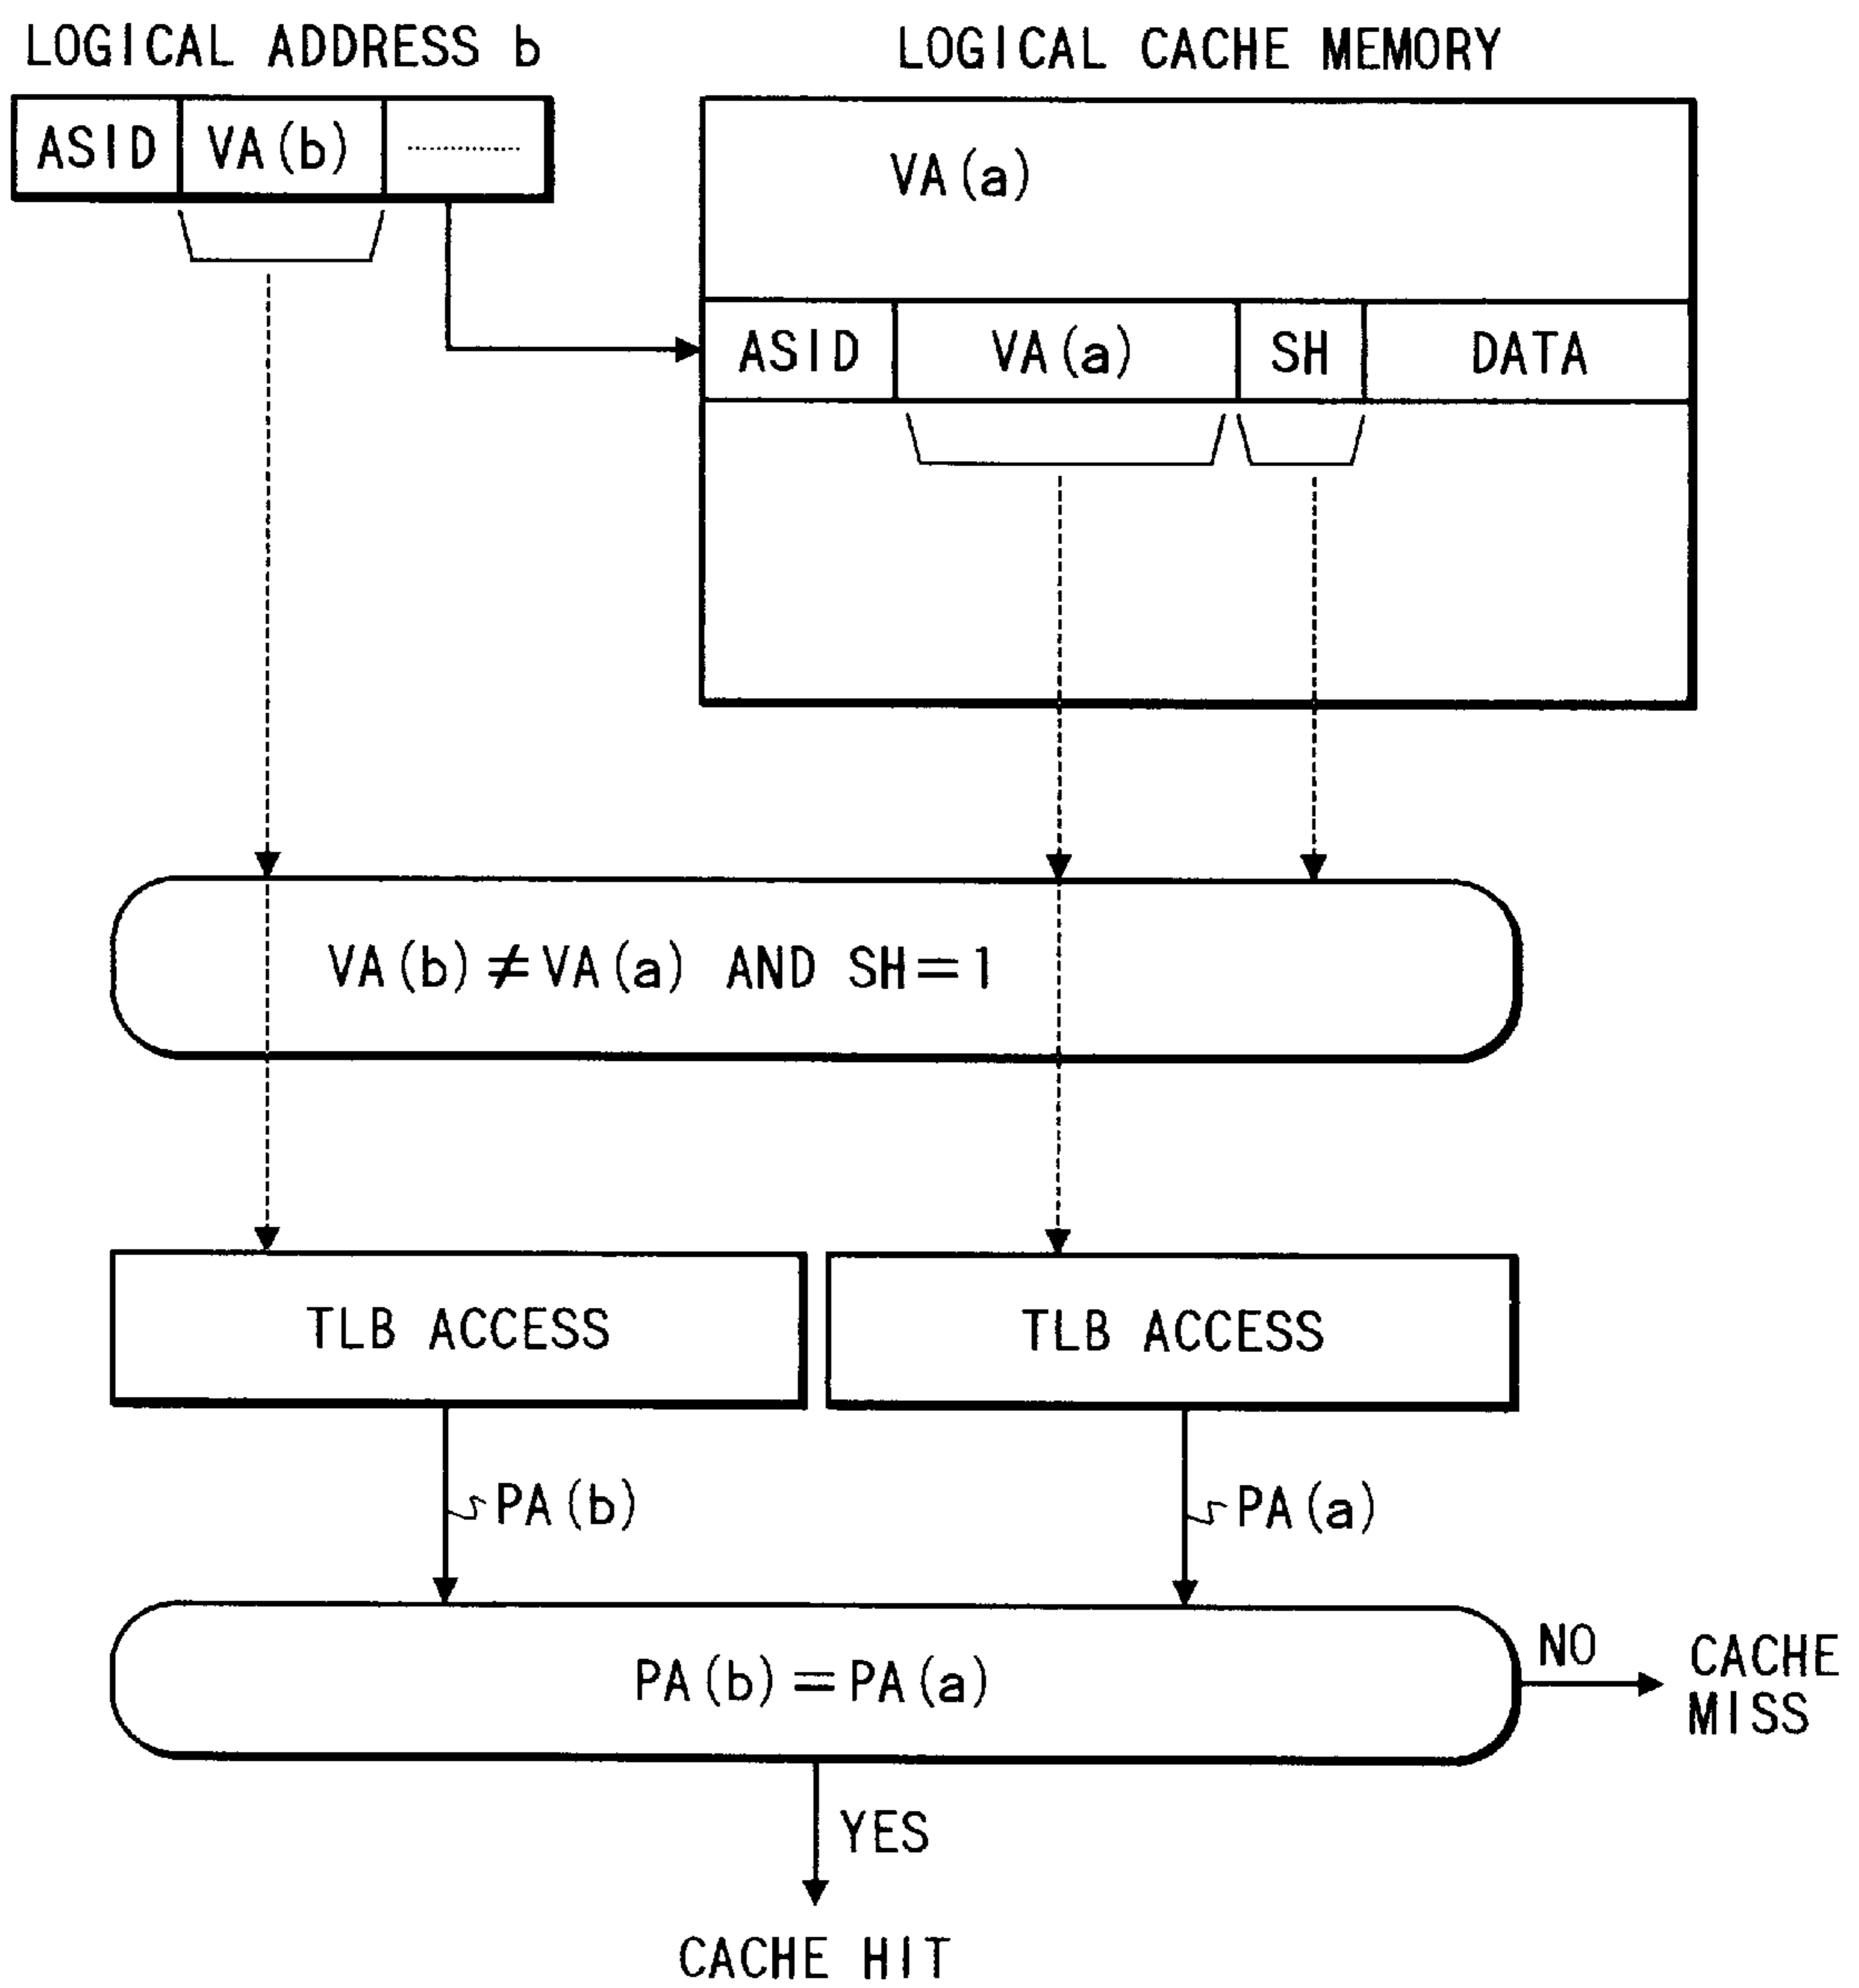 LOGICAL ADDRESS b
LOGICAL CACHE MEMORY
ASID VA(b)
VA(a)
ASID VA(a) SH DATA
VA(b)≠VA(a) AND SH=1
TLB ACCESS
TLB ACCESS
PA(b)
PA(a)
PA(b)=PA(a)
NO
CACHE
MISS
YES
CACHE HIT